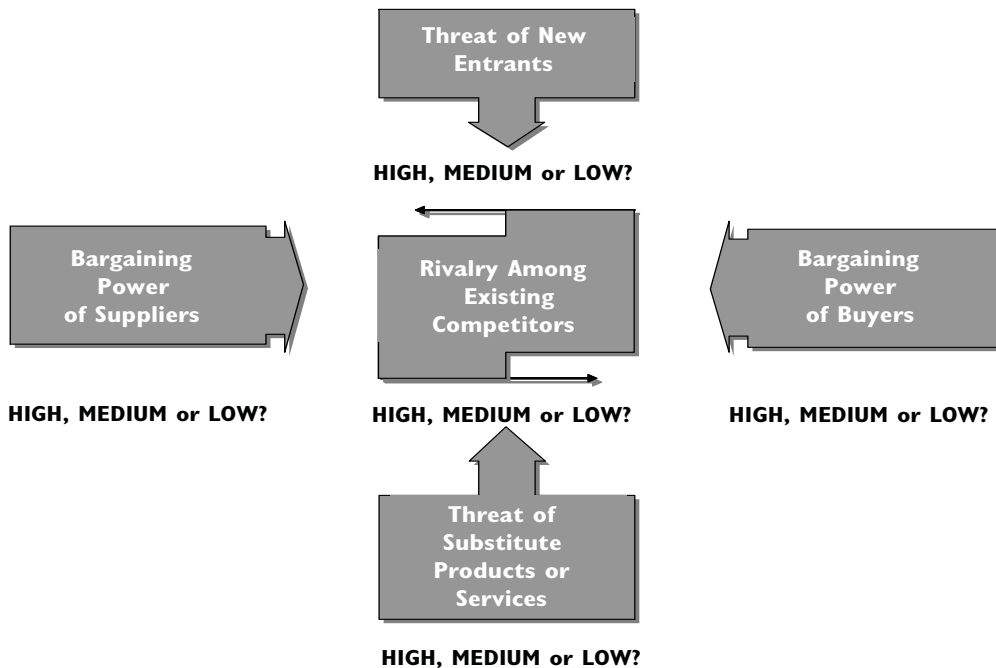 Threat of New
Entrants
HIGH, MEDIUM or LOW?
Bargaining
Power
of Suppliers
HIGH, MEDIUM or LOW?
Rivalry Among
Existing
Competitors
HIGH, MEDIUM or LOW?
Bargaining
Power
of Buyers
HIGH, MEDIUM or LOW?
Threat of
Substitute
Products or
Services
HIGH, MEDIUM or LOW?